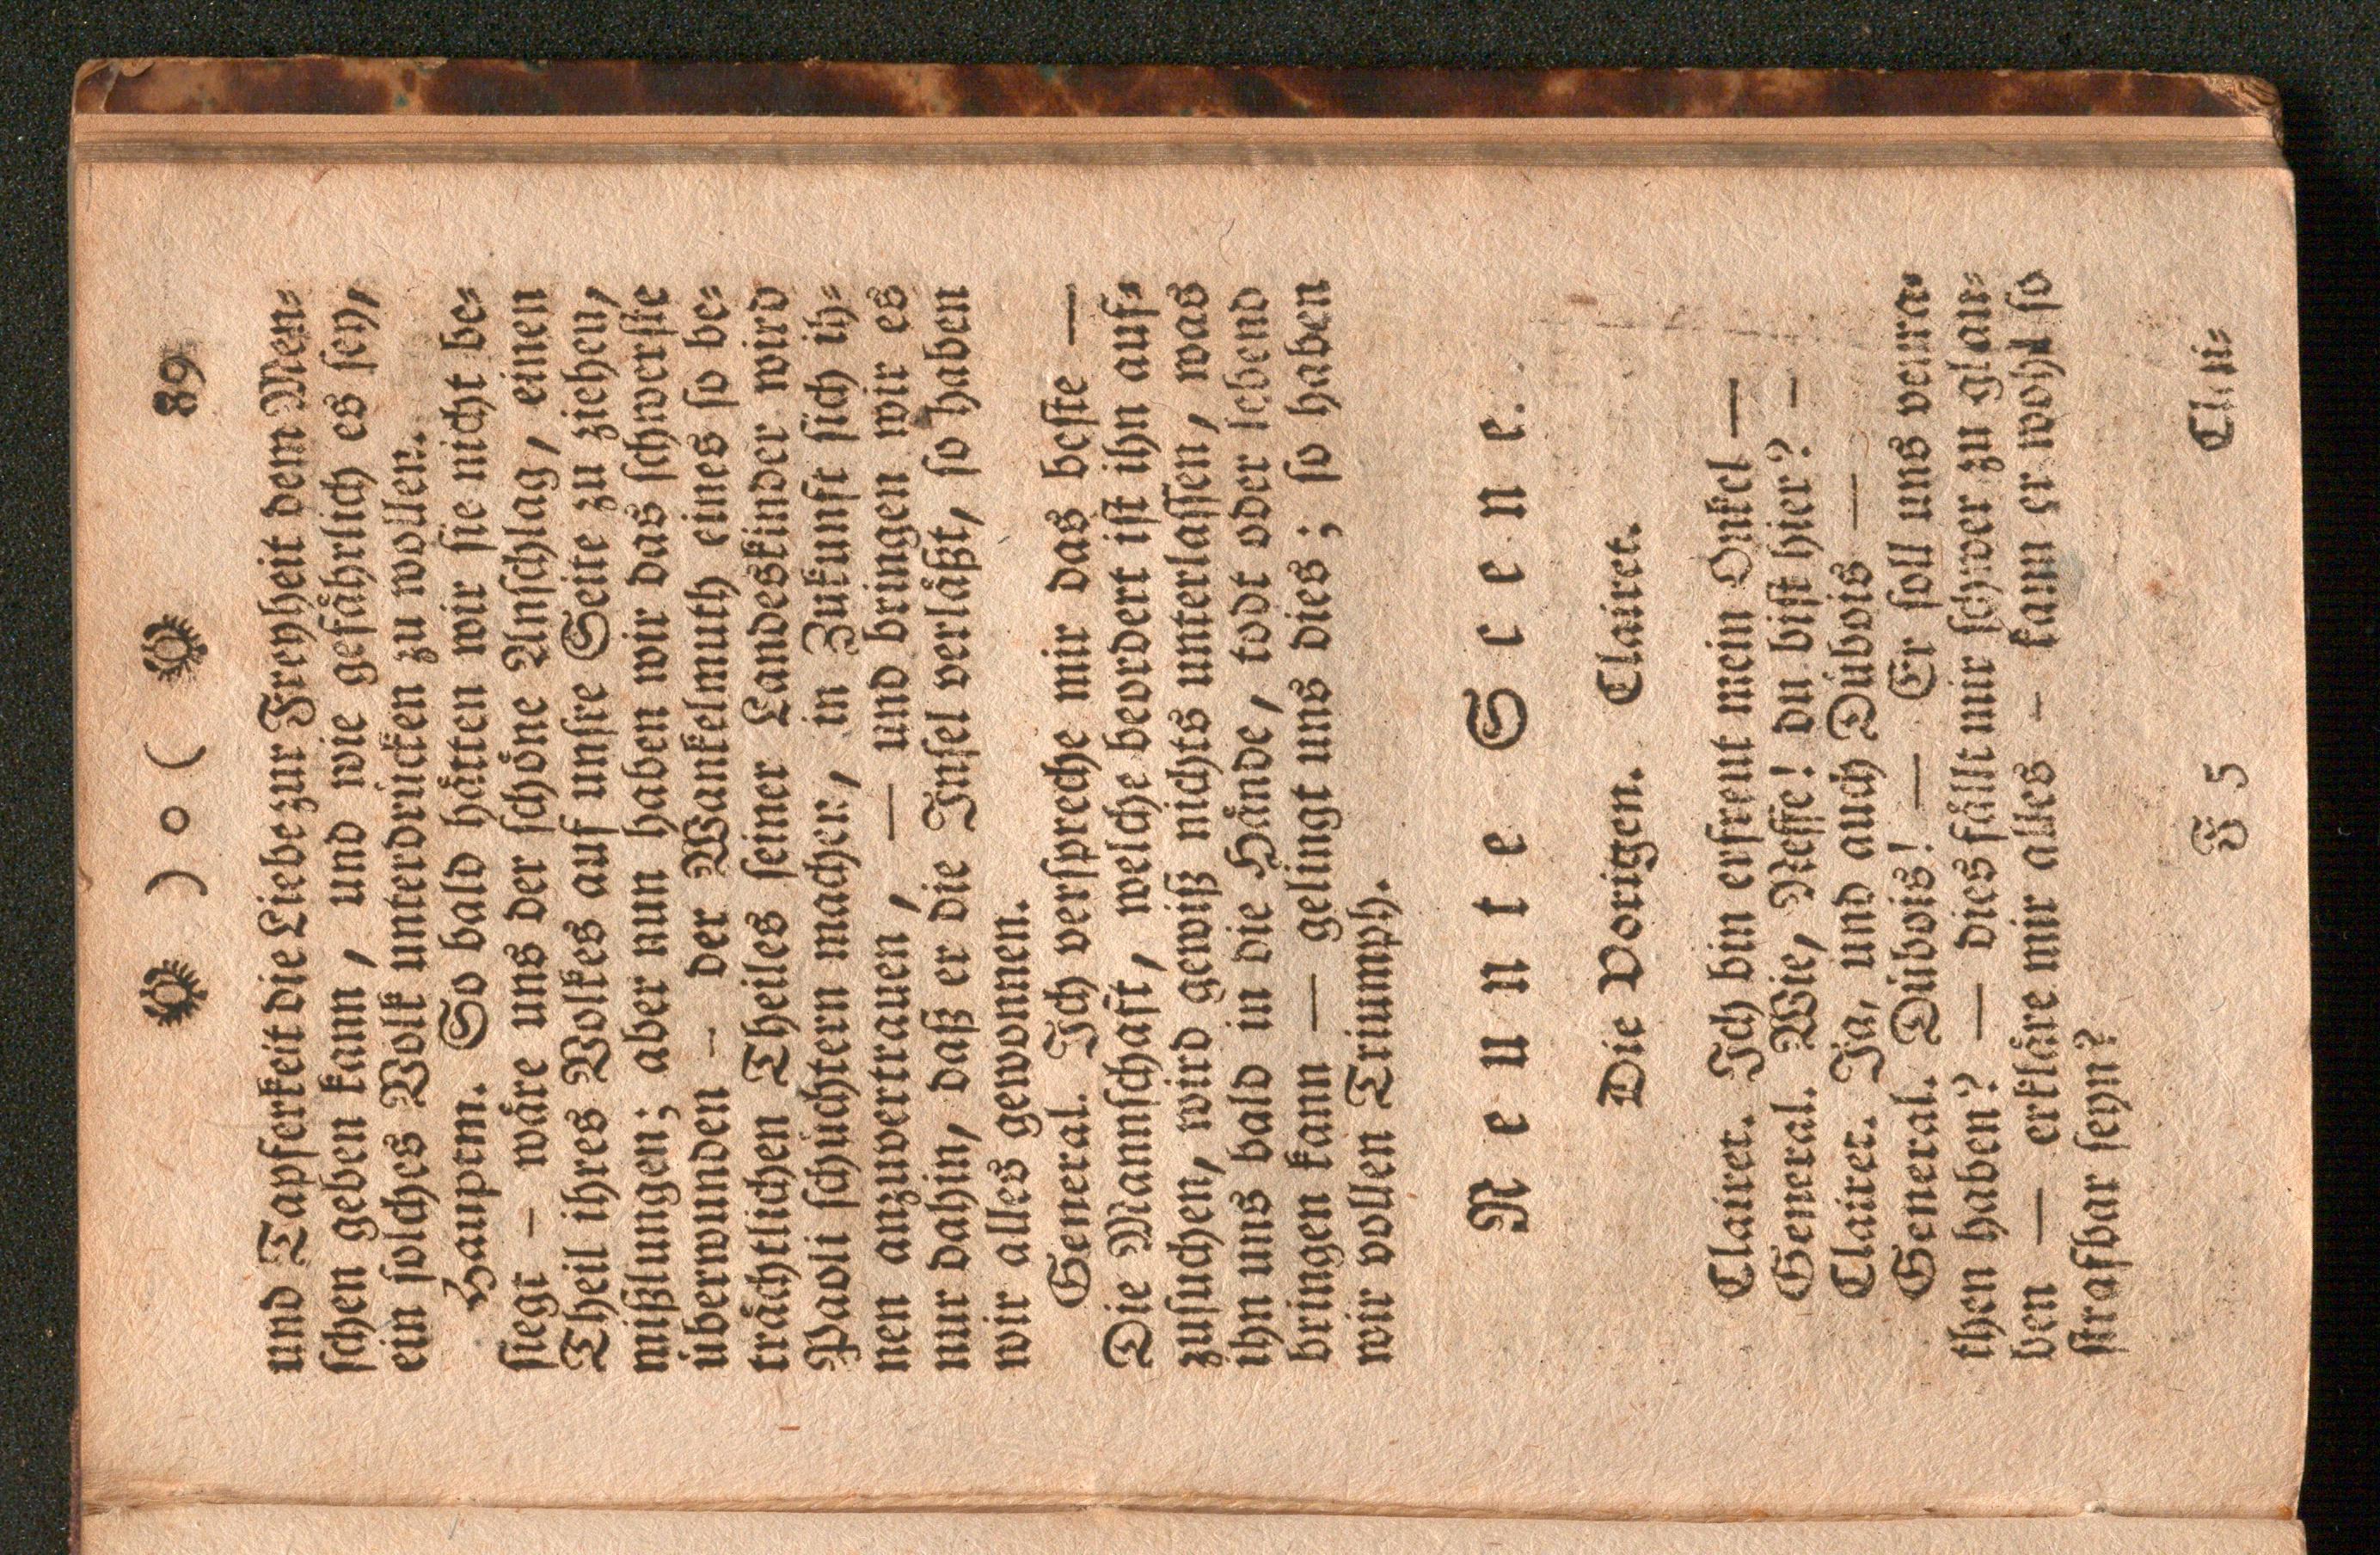 ) o ( 89
und Tapferkeit die Liebe zur Freyheit dem Men⸗
ſchen geben kann, und wie gefährlich es ſey,
ein ſolches Volk unterdrücken zu wollen.
Hauptm. So bald hätten wir ſie nicht be⸗
ſiegt – wäre uns der ſchöne Anſchlag, einen
Theil ihres Volkes auf unſre Seite zu ziehen,
mißlungen; aber nun haben wir das ſchwerſte
überwunden – der Wankelmuth eines ſo be⸗
trächtlichen Theiles ſeiner Landeskinder wird
Paoli ſchüchtern machen, in Zukunft ſich ih⸗
nen anzuvertrauen, — und bringen wir es
nur dahin, daß er die Inſel verläßt, ſo haben
wir alles gewonnen.
General. Ich verſpreche mir das beſte —
Die Mannſchaft, welche beordert iſt ihn auf⸗
zuſuchen, wird gewiß nichts unterlaſſen, was
ihn uns bald in die Hände, todt oder lebend
bringen kann — gelingt uns dies; ſo haben
wir vollen Triumph.
Neunte Scene.
Die Vorigen. Clairet.
Clairet. Ich bin erfreut mein Onkel —
General. Wie, Neffe! du biſt hier? –
Clairet. Ja, und auch Dübois —
General. Dübois! — Er ſoll uns verra⸗
then haben? — dies fällt mir ſchwer zu glau⸗
ben — erkläre mir alles – kann er wohl ſo
ſtrafbar ſeyn?
F 5 Clai⸗